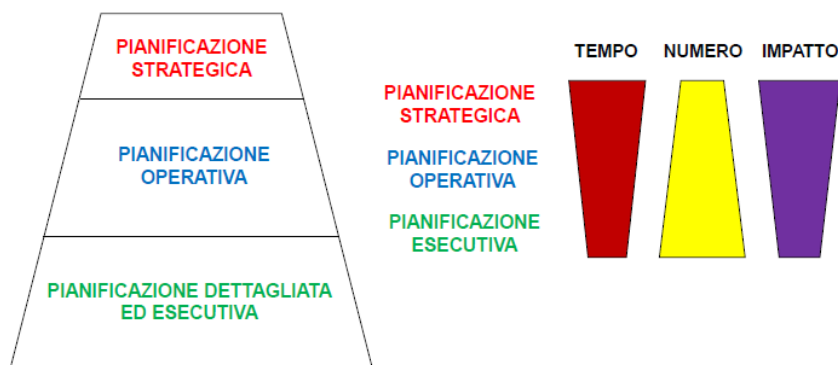 PIANIFICAZIONE
STRATEGICA
PIANIFICAZIONE
OPERATIVA
PIANIFICAZIONE DETTAGLIATA
ED ESECUTIVA
TEMPO NUMERO IMPATTO
PIANIFICAZIONE
STRATEGICA
PIANIFICAZIONE
OPERATIVA
PIANIFICAZIONE
ESECUTIVA